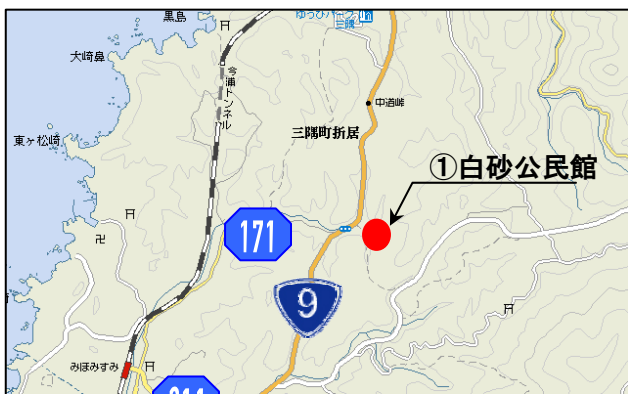 黒島
ゆうひパーク
三隅
大崎鼻
今浦トンネル
中道峠
東ヶ松崎
三隅町折居
①白砂公民館
171
9
みほみすみ